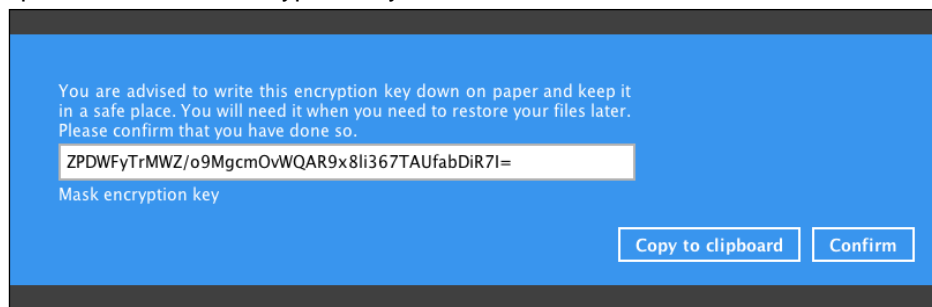 You are advised to write this encryption key down on paper and keep it
in a safe place. You will need it when you need to restore your files later.
Please confirm that you have done so.
ZPDWFyTrMWZ/o9MgcmOvWQAR9x8li367TAUfabDiR7I=
Mask encryption key
Copy to clipboard Confirm